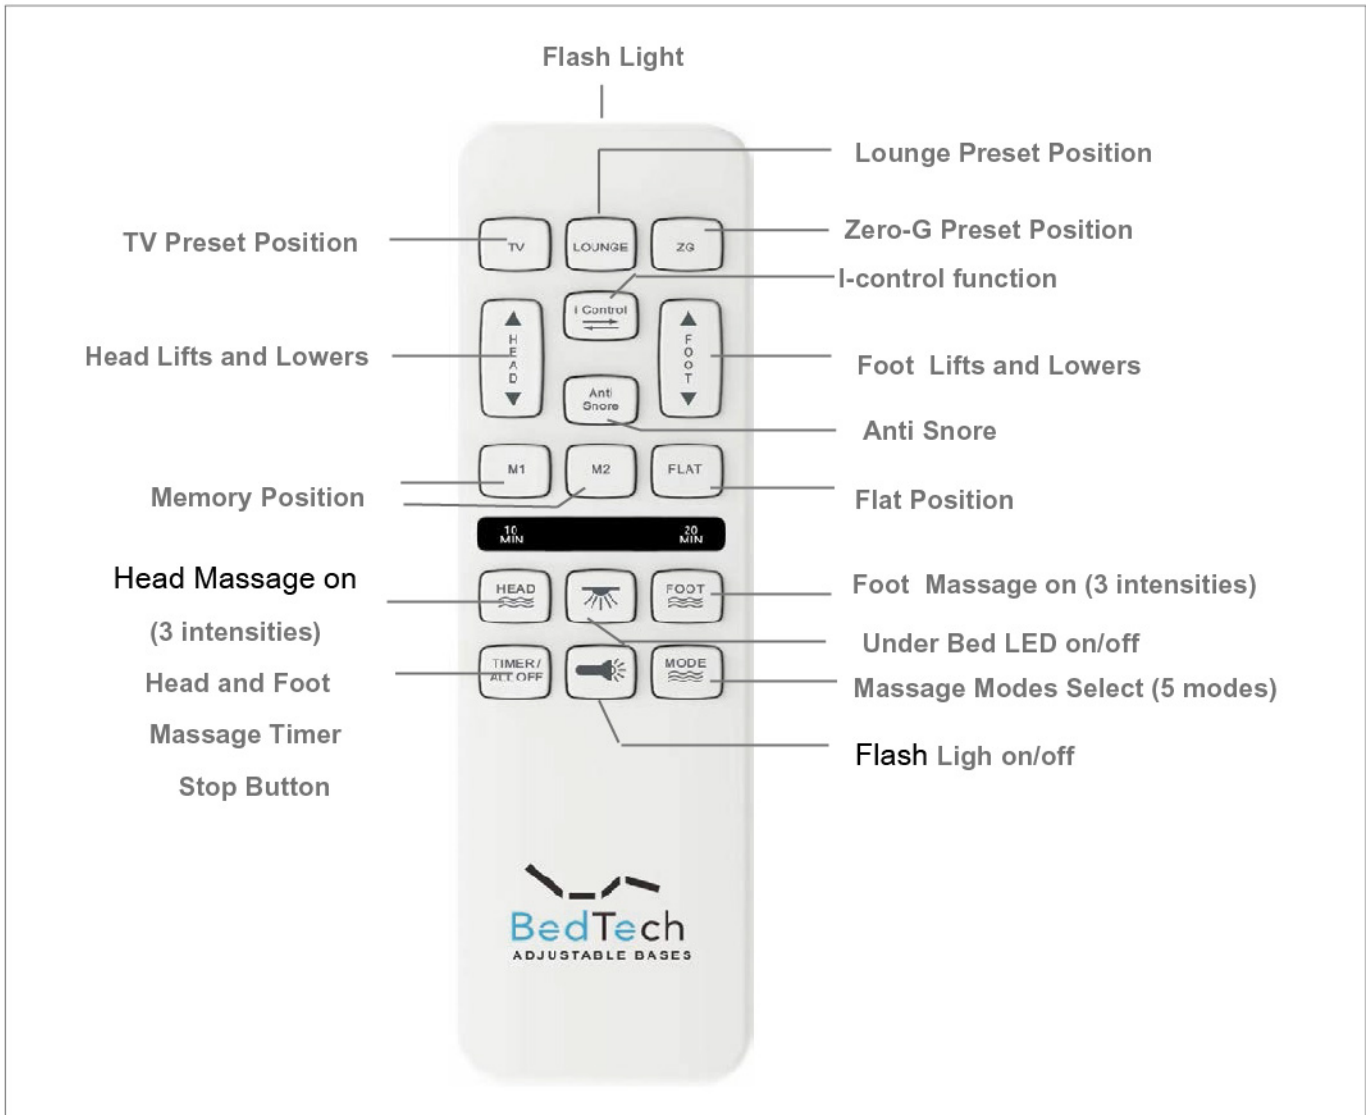 Flash Light
Lounge Preset Position
TV Preset Position
Zero-G Preset Position
I-control function
Head Lifts and Lowers
Foot Lifts and Lowers
Anti Snore
Memory Position
Flat Position
Head Massage on
(3 intensities)
Foot Massage on (3 intensities)
Under Bed LED on/off
Head and Foot
Massage Timer
Stop Button
Massage Modes Select (5 modes)
Flash Ligh on/off
TV
LOUNGE
ZG
HEAD
i Control
FOOT
Anti
Snore
M1
M2
FLAT
10
MIN
20
MIN
HEAD
FOOT
TIMER/
ALL OFF
MODE
BedTech
ADJUSTABLE BASES